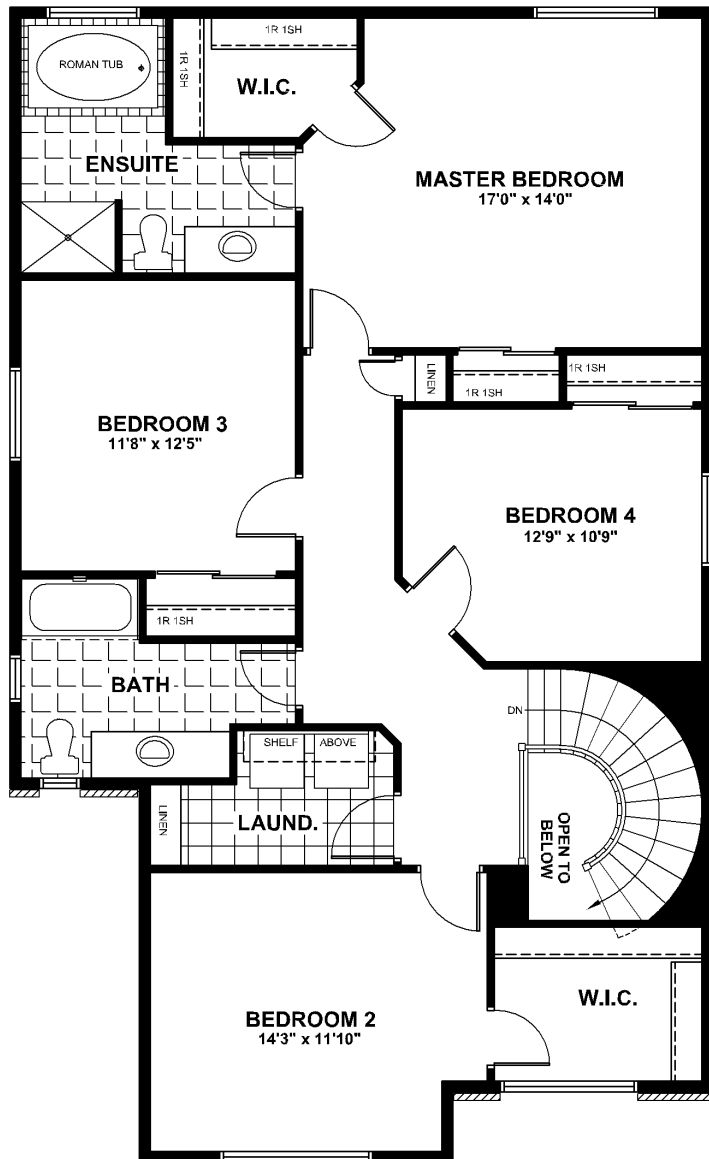 ROMAN TUB
1R 1SH
1R 1SH
W.I.C.
ENSUITE
MASTER BEDROOM
17'0" x 14'0"
LINEN
1R 1SH
1R 1SH
BEDROOM 3
11'8" x 12'5"
BEDROOM 4
12'9" x 10'9"
1R 1SH
BATH
DN
SHELF ABOVE
LINEN
LAUND.
OPEN TO
BELOW
W.I.C.
BEDROOM 2
14'3" x 11'10"